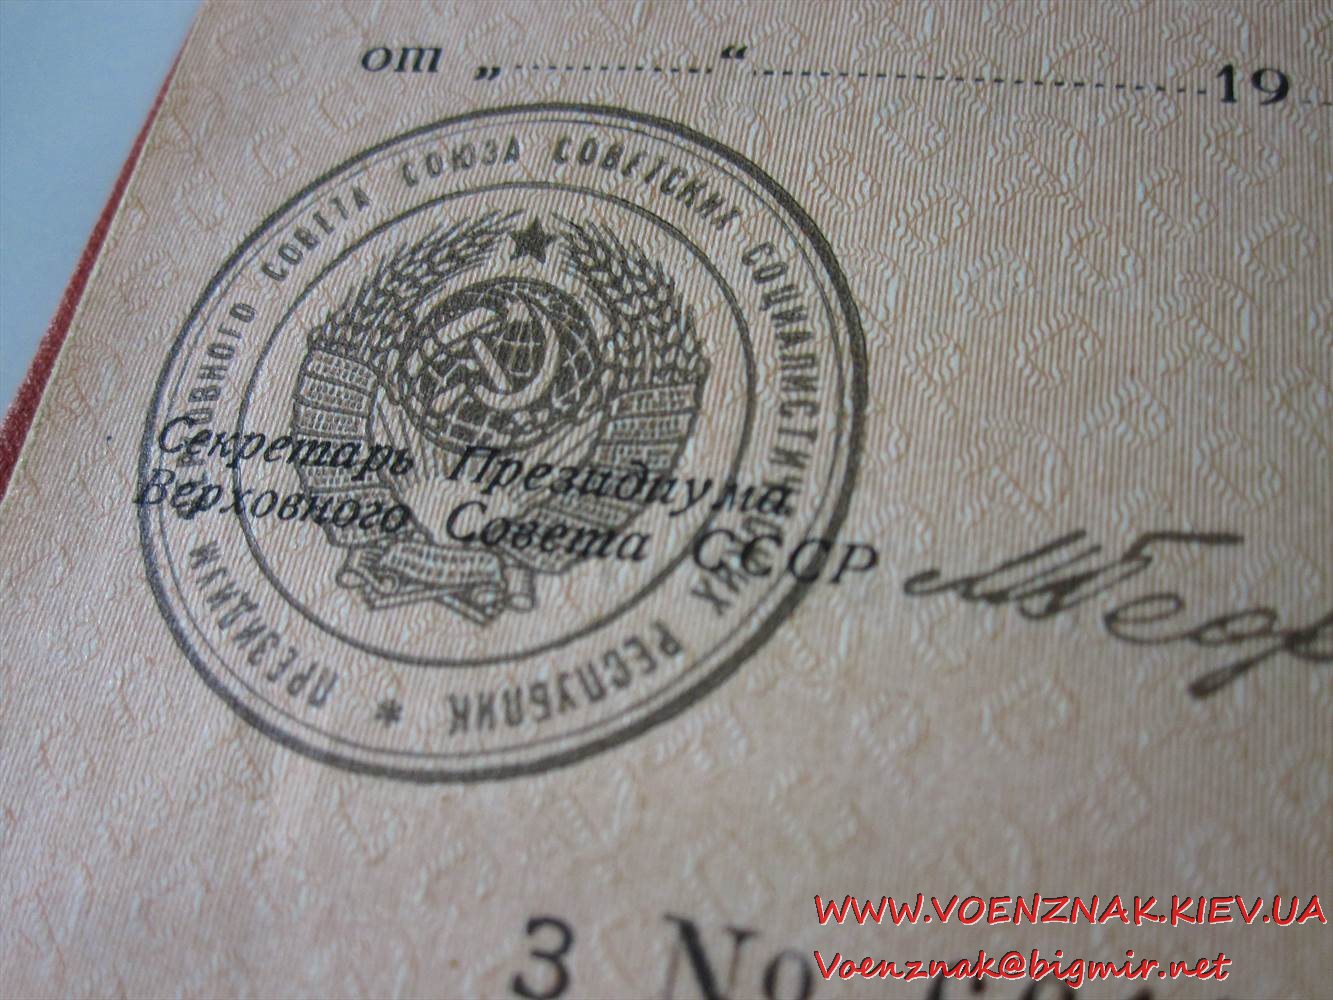 от „ “ 19
ПРЕЗИДИУМ ВЕРХОВНОГО СОВЕТА СОЮЗА СОВЕТСКИХ СОЦИАЛИСТИЧЕСКИХ РЕСПУБЛИК *
Секретарь Президиума
Верховного Совета СССР
3 No
WWW.VOENZNAK.KIEV.UA
Voenznak@bigmir.net